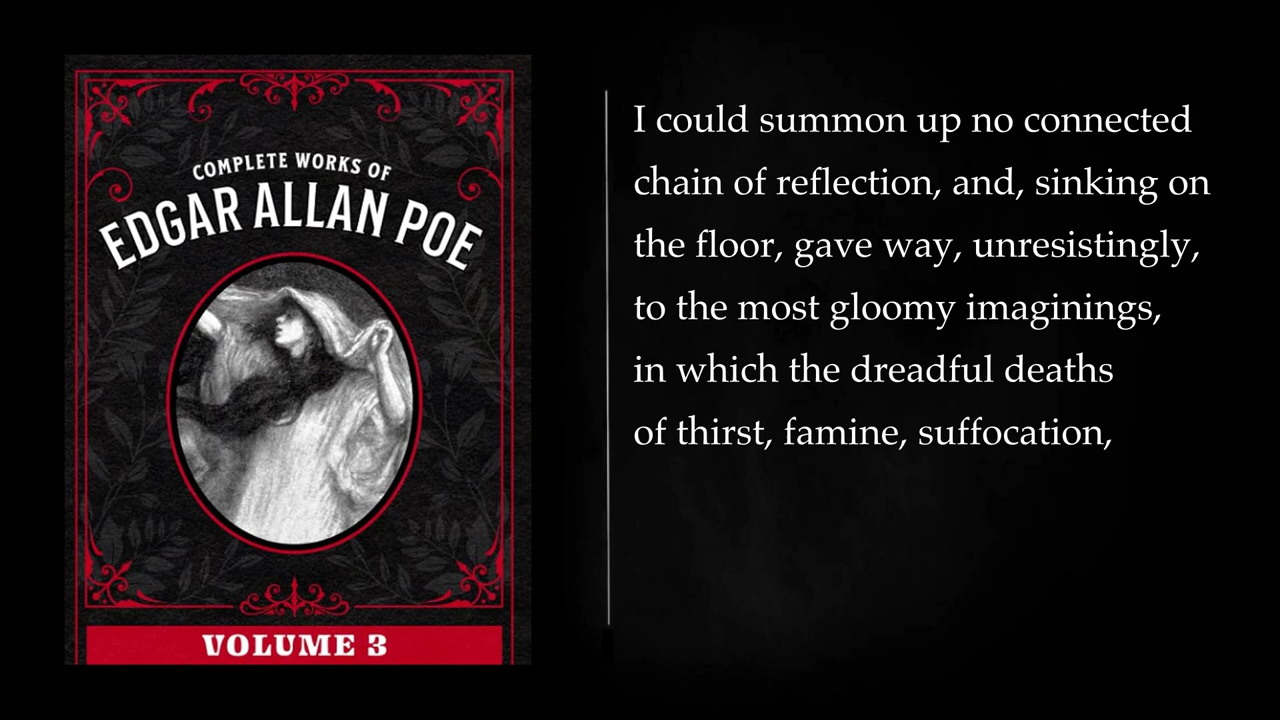 COMPLETE WORKS OF
EDGAR ALLAN POE
VOLUME 3
I could summon up no connected
chain of reflection, and, sinking on
the floor, gave way, unresistingly,
to the most gloomy imaginings,
in which the dreadful deaths
of thirst, famine, suffocation,